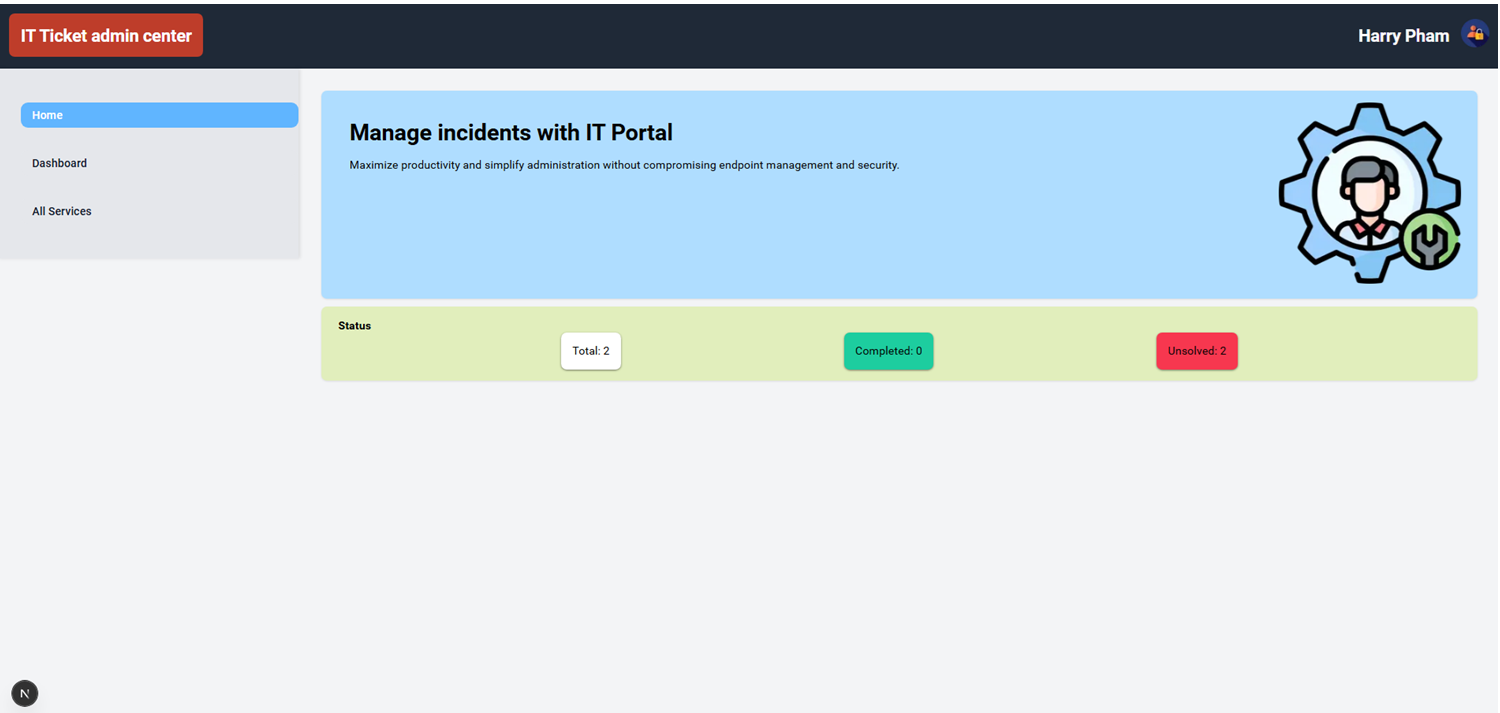 IT Ticket admin center
Harry Pham
Home
Dashboard
All Services
Manage incidents with IT Portal
Maximize productivity and simplify administration without compromising endpoint management and security.
Status
Total: 2
Completed: 0
Unsolved: 2
N